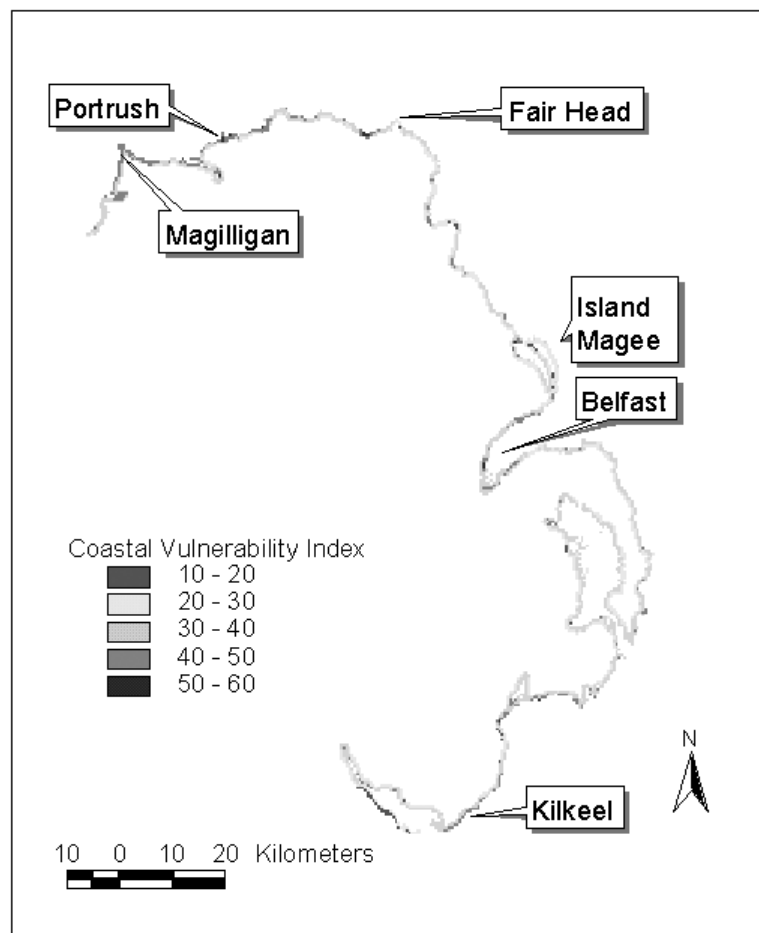 Portrush
Fair Head
Magilligan
Island
Magee
Belfast
Coastal Vulnerability Index
10 - 20
20 - 30
30 - 40
40 - 50
50 - 60
N
Kilkeel
10 0 10 20 Kilometers